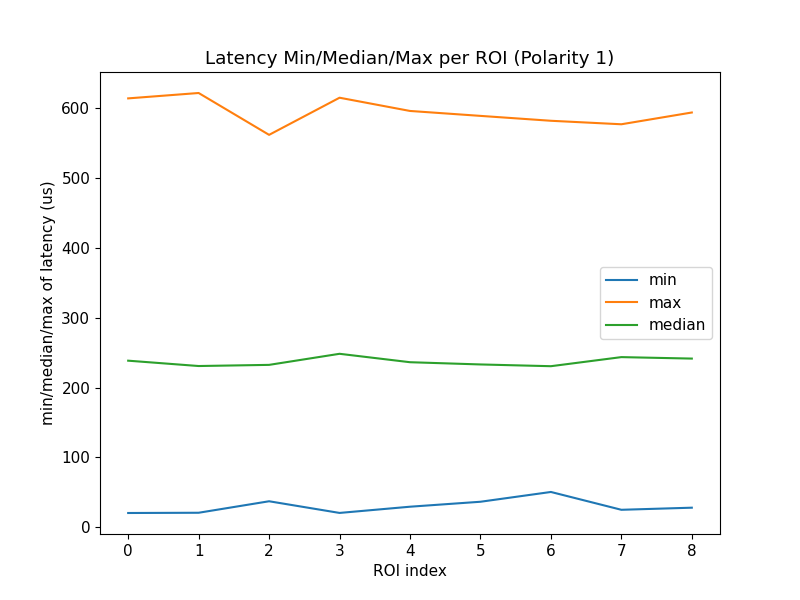 Latency Min/Median/Max per ROI (Polarity 1)
min/median/max of latency (us)
600
500
400
300
200
100
0
min
max
median
0 1 2 3 4 5 6 7 8
ROI index